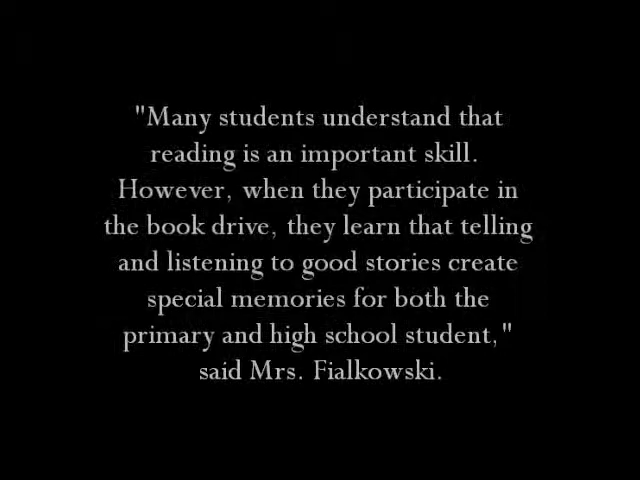 "Many students understand that
reading is an important skill.
However, when they participate in
the book drive, they learn that telling
and listening to good stories create
special memories for both the
primary and high school student,"
said Mrs. Fialkowski.